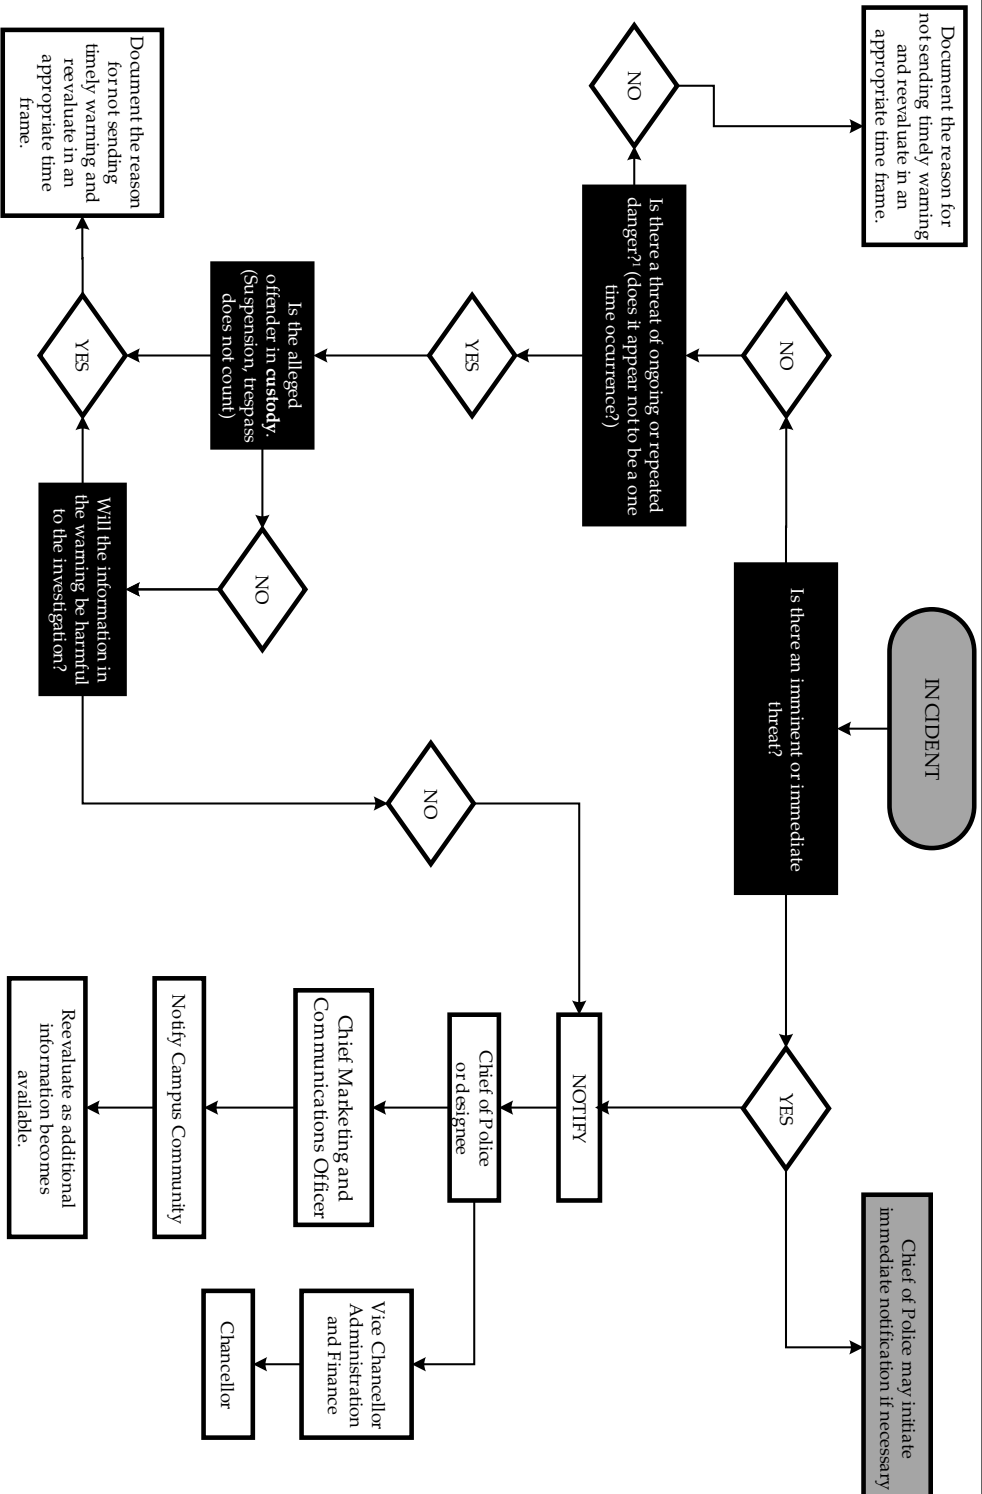 INCIDENT
Is there an imminent or immediate
threat?
NO
YES
Chief of Police may initiate
immediate notification if necessary
Document the reason for
not sending timely warning
and reevaluate in an
appropriate time frame.
NO
Is there a threat of ongoing or repeated
danger?¹ (does it appear not to be a one
time occurrence?)
YES
Is the alleged
offender in custody.
(Suspension, trespass
does not count)
NO
YES
Document the reason
for not sending
timely warning and
reevaluate in an
appropriate time
frame.
Will the information in
the warning be harmful
to the investigation?
NO
NOTIFY
Chief of Police
or designee
Chief Marketing and
Communications Officer
Notify Campus Community
Reevaluate as additional
information becomes
available.
Vice Chancellor
Administration
and Finance
Chancellor